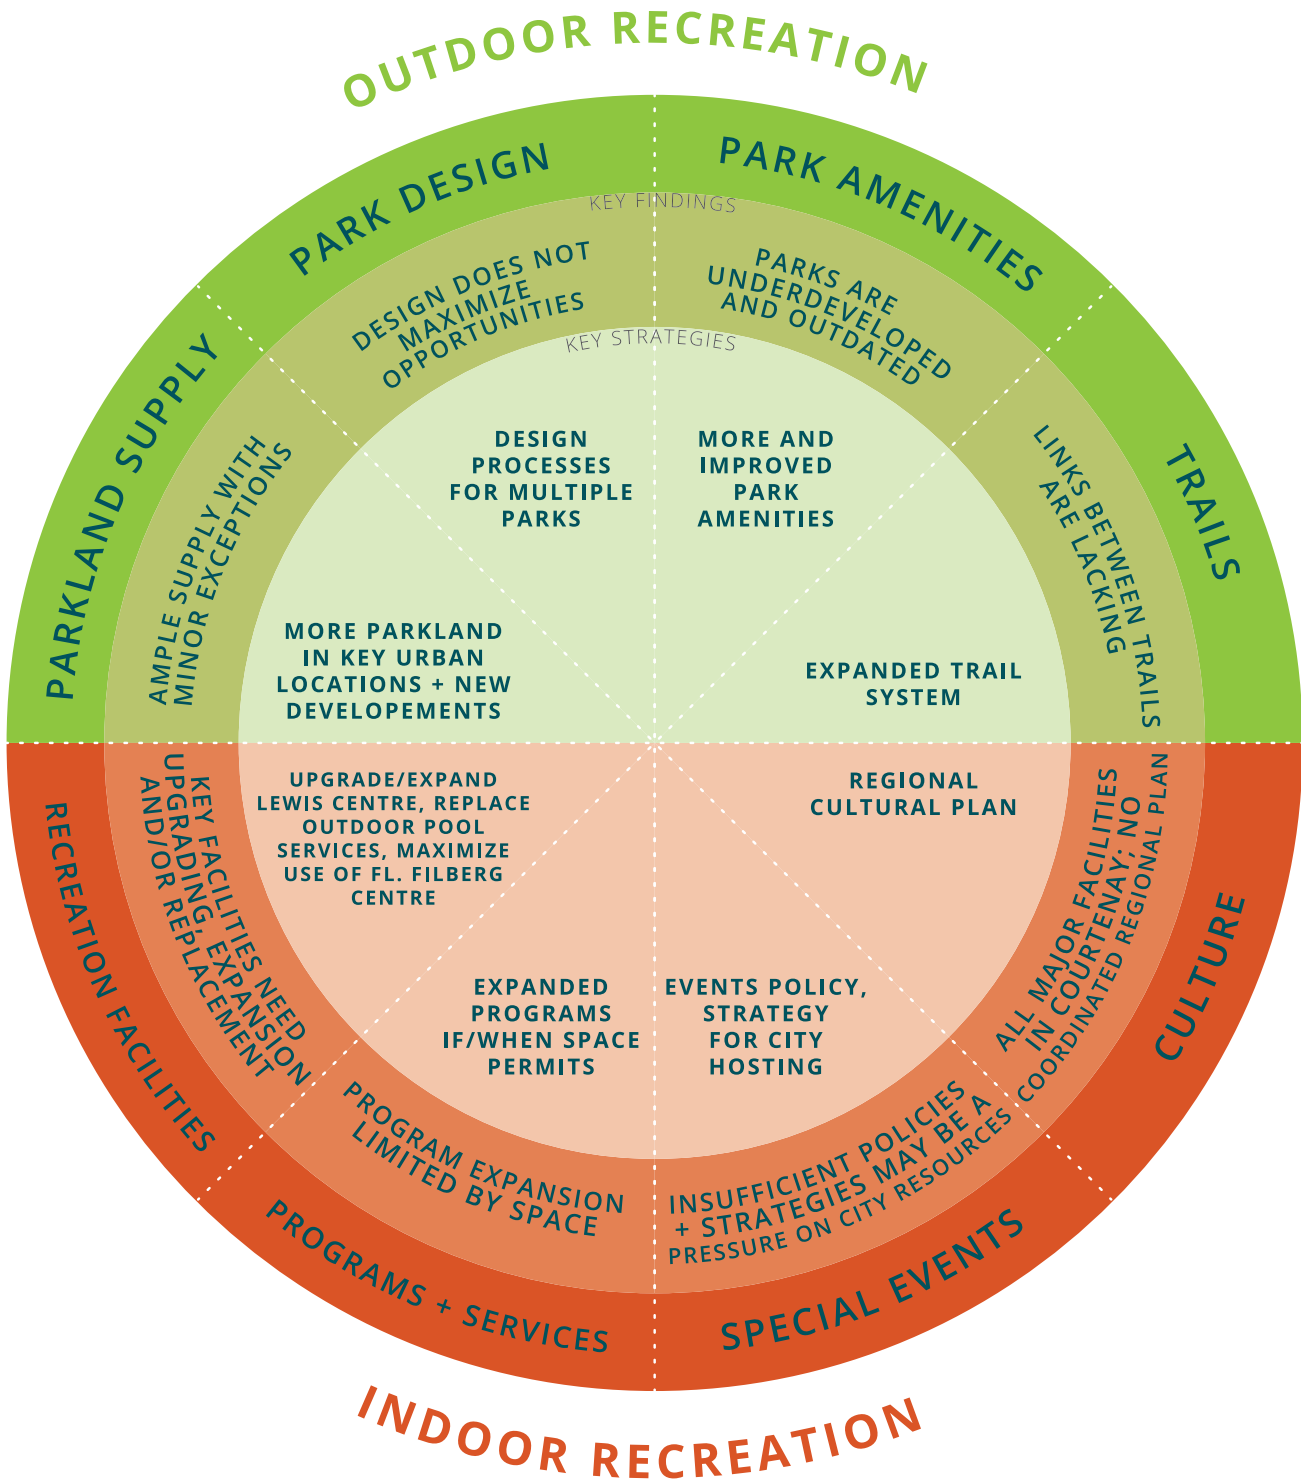 OUTDOOR RECREATION
PARK DESIGN
PARK AMENITIES
KEY FINDINGS
DESIGN DOES NOT
MAXIMIZE
OPPORTUNITIES
PARKS ARE
UNDERDEVELOPED
AND OUTDATED
KEY STRATEGIES
DESIGN
PROCESSES
FOR MULTIPLE
PARKS
MORE AND
IMPROVED
PARK
AMENITIES
PARKLAND SUPPLY
AMPLE SUPPLY WITH
MINOR EXCEPTIONS
MORE PARKLAND
IN KEY URBAN
LOCATIONS + NEW
DEVELOPEMENTS
TRAILS
LINKS BETWEEN TRAILS
ARE LACKING
EXPANDED TRAIL
SYSTEM
RECREATION FACILITIES
KEY FACILITIES NEED
UPGRADING, EXPANSION
AND/OR REPLACEMENT
UPGRADE/EXPAND
LEWIS CENTRE, REPLACE
OUTDOOR POOL
SERVICES, MAXIMIZE
USE OF FL. FILBERG
CENTRE
REGIONAL
CULTURAL PLAN
ALL MAJOR FACILITIES
IN COURTENAY; NO
COORDINATED REGIONAL PLAN
CULTURE
EXPANDED
PROGRAMS
IF/WHEN SPACE
PERMITS
EVENTS POLICY,
STRATEGY
FOR CITY
HOSTING
PROGRAM EXPANSION
LIMITED BY SPACE
INSUFFICIENT POLICIES
+ STRATEGIES MAY BE A
PRESSURE ON CITY RESOURCES
PROGRAMS + SERVICES
SPECIAL EVENTS
INDOOR RECREATION